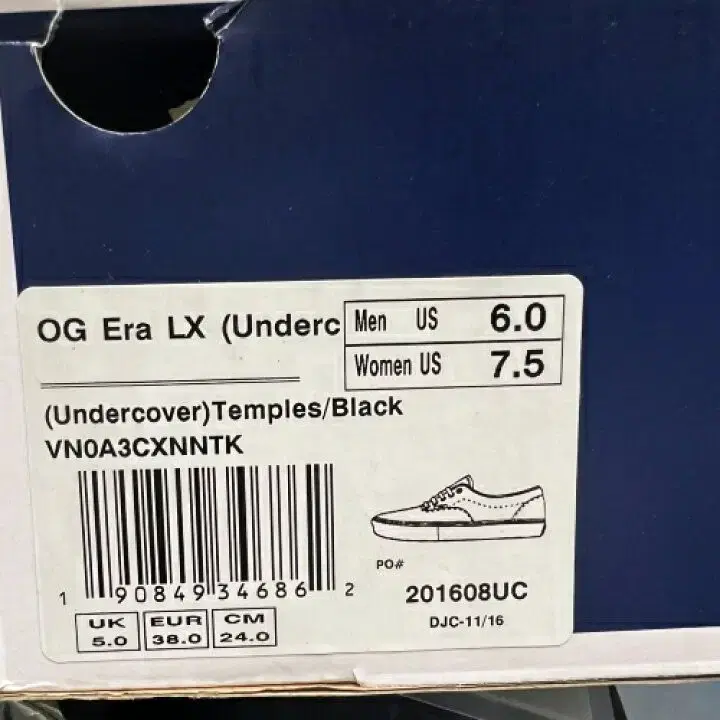 OG Era LX (Underc
Men US 6.0
Women US 7.5
(Undercover)Temples/Black
VN0A3CXNNTK
1 90849 34686 2
PO#
201608UC
DJC-11/16
UK EUR CM
5.0 38.0 24.0